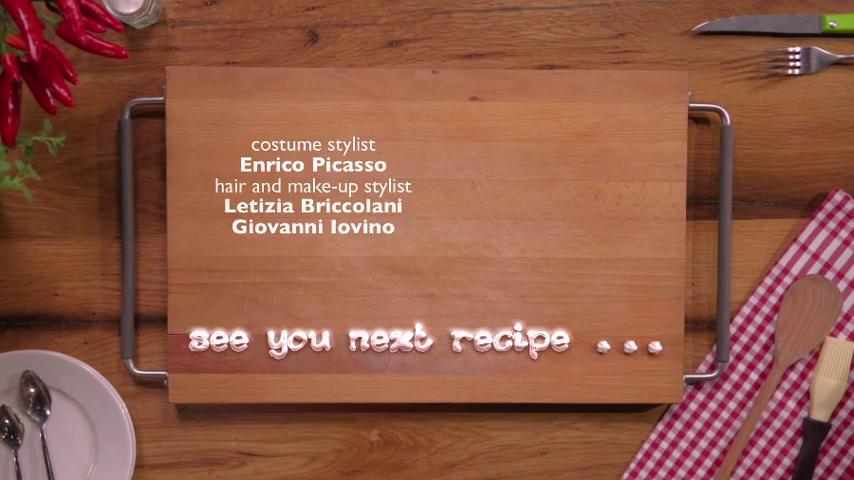 costume stylist
Enrico Picasso
hair and make-up stylist
Letizia Briccolani
Giovanni Iovino
see you next recipe ...